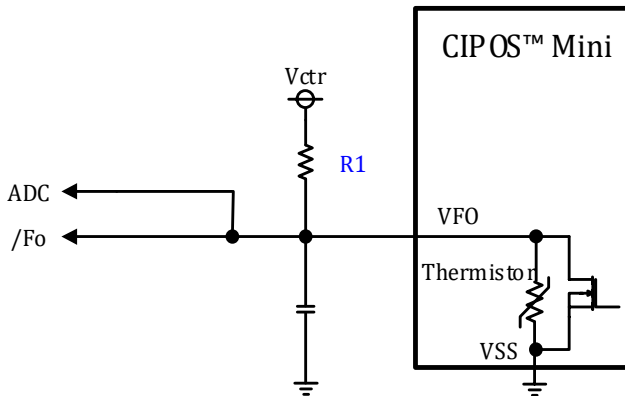 CIPOS™ Mini
Vctr
R1
ADC
VFO
/Fo
Thermistor
VSS